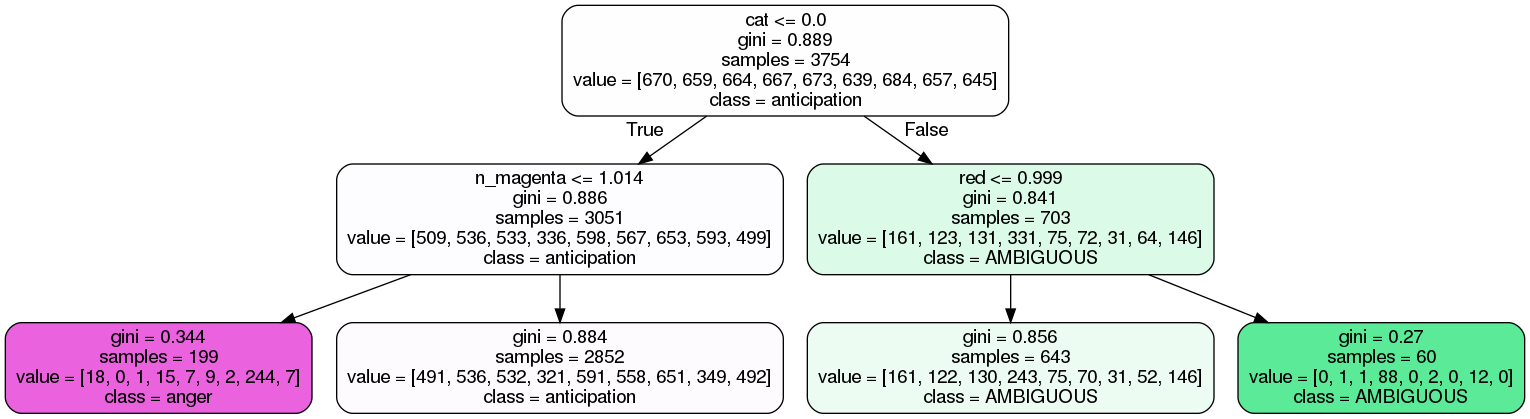 cat <= 0.0
gini = 0.889
samples = 3754
value = [670, 659, 664, 667, 673, 639, 684, 657, 645]
class = anticipation
True
False
n_magenta <= 1.014
gini = 0.886
samples = 3051
value = [509, 536, 533, 336, 598, 567, 653, 593, 499]
class = anticipation
red <= 0.999
gini = 0.841
samples = 703
value = [161, 123, 131, 331, 75, 72, 31, 64, 146]
class = AMBIGUOUS
gini = 0.344
samples = 199
value = [18, 0, 1, 15, 7, 9, 2, 244, 7]
class = anger
gini = 0.884
samples = 2852
value = [491, 536, 532, 321, 591, 558, 651, 349, 492]
class = anticipation
gini = 0.856
samples = 643
value = [161, 122, 130, 243, 75, 70, 31, 52, 146]
class = AMBIGUOUS
gini = 0.27
samples = 60
value = [0, 1, 1, 88, 0, 2, 0, 12, 0]
class = AMBIGUOUS